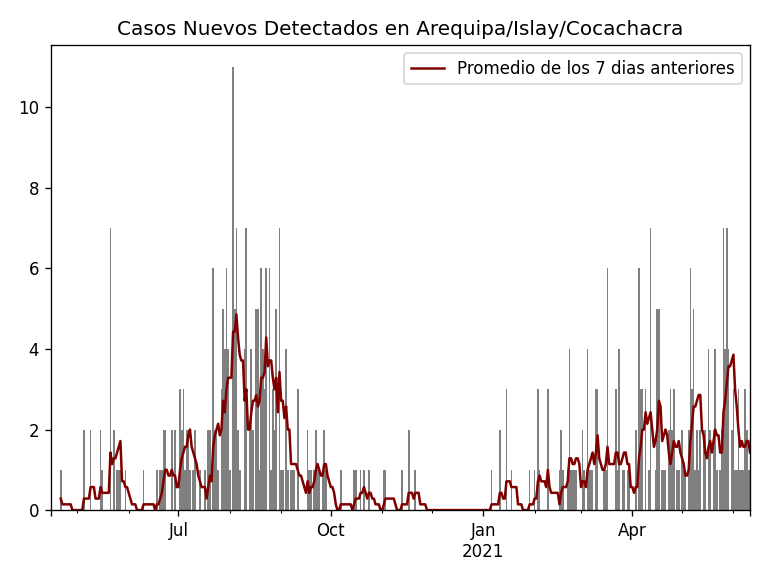 Casos Nuevos Detectados en Arequipa/Islay/Cocachacra
Promedio de los 7 dias anteriores
10
8
6
4
2
0
Jul
Oct
Jan
Apr
2021